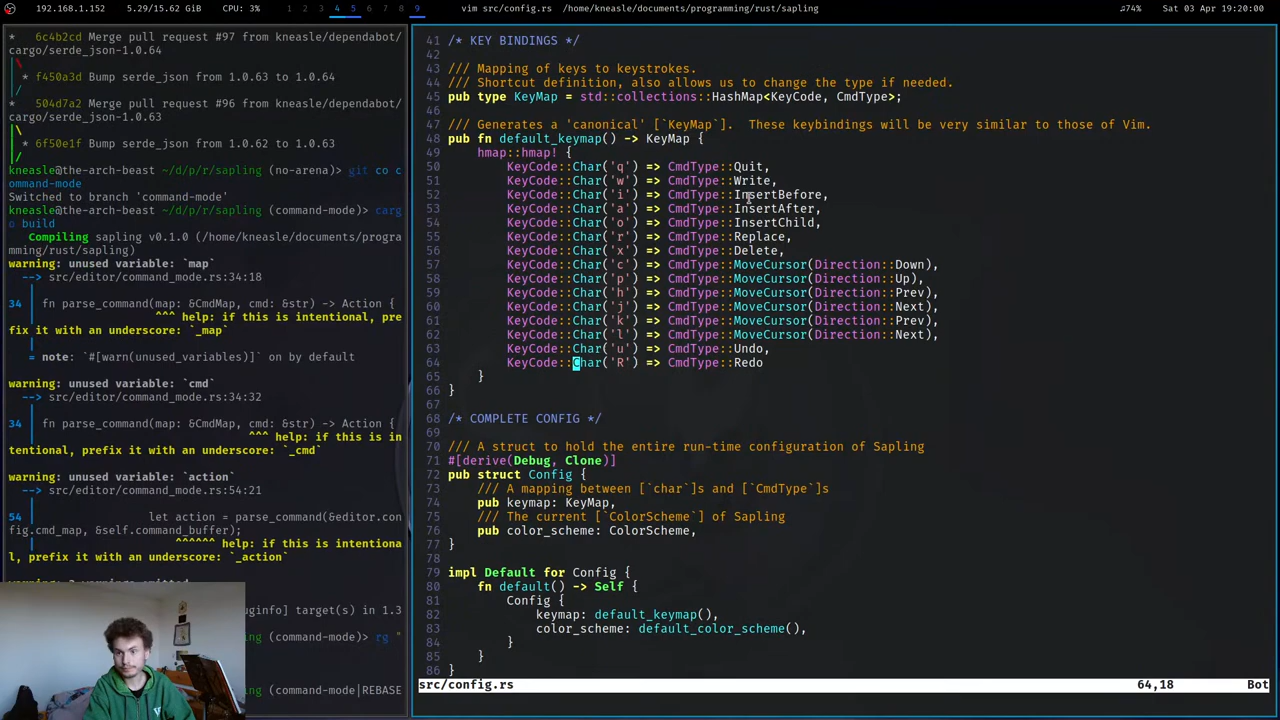 192.168.1.152 5.29/15.62 GiB CPU: 3% 1 2 3 4 5 6 7 8 9 vim src/config.rs /home/kneasle/documents/programming/rust/sapling ♫74% Sat 03 Apr 19:20:00
* 6c4b2cd Merge pull request #97 from kneasle/dependabot/
cargo/serde_json-1.0.64
|\
| * f450a3d Bump serde_json from 1.0.63 to 1.0.64
|/
* 504d7a2 Merge pull request #96 from kneasle/dependabot/
cargo/serde_json-1.0.63
|\
| * 6f50e1f Bump serde_json from 1.0.62 to 1.0.63
|/
kneasle@the-arch-beast ~/d/p/r/sapling (no-arena)> git co c
ommand-mode
Switched to branch 'command-mode'
kneasle@the-arch-beast ~/d/p/r/sapling (command-mode)> carg
o build
Compiling sapling v0.1.0 (/home/kneasle/documents/progra
mming/rust/sapling)
warning: unused variable: `map`
--> src/editor/command_mode.rs:34:18
|
34 | fn parse_command(map: &CmdMap, cmd: &str) -> Action {
| ^^^ help: if this is intentional, pre
fix it with an underscore: `_map`
|
= note: `#[warn(unused_variables)]` on by default
warning: unused variable: `cmd`
--> src/editor/command_mode.rs:34:32
|
34 | fn parse_command(map: &CmdMap, cmd: &str) -> Action {
| ^^^ help: if this is in
tentional, prefix it with an underscore: `_cmd`
warning: unused variable: `action`
--> src/editor/command_mode.rs:54:21
|
54 | let action = parse_command(&editor.con
fig.cmd_map, &self.command_buffer);
| ^^^^^^ help: if this is intentiona
l, prefix it with an underscore: `_action`
warning: 3 warnings emitted
uginfo] target(s) in 1.3
pling (command-mode)> rg "
pling (command-mode|REBASE
41 /* KEY BINDINGS */
42
43 /// Mapping of keys to keystrokes.
44 /// Shortcut definition, also allows us to change the type if needed.
45 pub type KeyMap = std::collections::HashMap<KeyCode, CmdType>;
46
47 /// Generates a 'canonical' [`KeyMap`].  These keybindings will be very similar to those of Vim.
48 pub fn default_keymap() -> KeyMap {
49 hmap::hmap! {
50 KeyCode::Char('q') => CmdType::Quit,
51 KeyCode::Char('w') => CmdType::Write,
52 KeyCode::Char('i') => CmdType::InsertBefore,
53 KeyCode::Char('a') => CmdType::InsertAfter,
54 KeyCode::Char('o') => CmdType::InsertChild,
55 KeyCode::Char('r') => CmdType::Replace,
56 KeyCode::Char('x') => CmdType::Delete,
57 KeyCode::Char('c') => CmdType::MoveCursor(Direction::Down),
58 KeyCode::Char('p') => CmdType::MoveCursor(Direction::Up),
59 KeyCode::Char('h') => CmdType::MoveCursor(Direction::Prev),
60 KeyCode::Char('j') => CmdType::MoveCursor(Direction::Next),
61 KeyCode::Char('k') => CmdType::MoveCursor(Direction::Prev),
62 KeyCode::Char('l') => CmdType::MoveCursor(Direction::Next),
63 KeyCode::Char('u') => CmdType::Undo,
64 KeyCode::Char('R') => CmdType::Redo
65 }
66 }
67
68 /* COMPLETE CONFIG */
69
70 /// A struct to hold the entire run-time configuration of Sapling
71 #[derive(Debug, Clone)]
72 pub struct Config {
73 /// A mapping between [`char`]s and [`CmdType`]s
74 pub keymap: KeyMap,
75 /// The current [`ColorScheme`] of Sapling
76 pub color_scheme: ColorScheme,
77 }
78
79 impl Default for Config {
80 fn default() -> Self {
81 Config {
82 keymap: default_keymap(),
83 color_scheme: default_color_scheme(),
84 }
85 }
86 }
src/config.rs 64,18 Bot